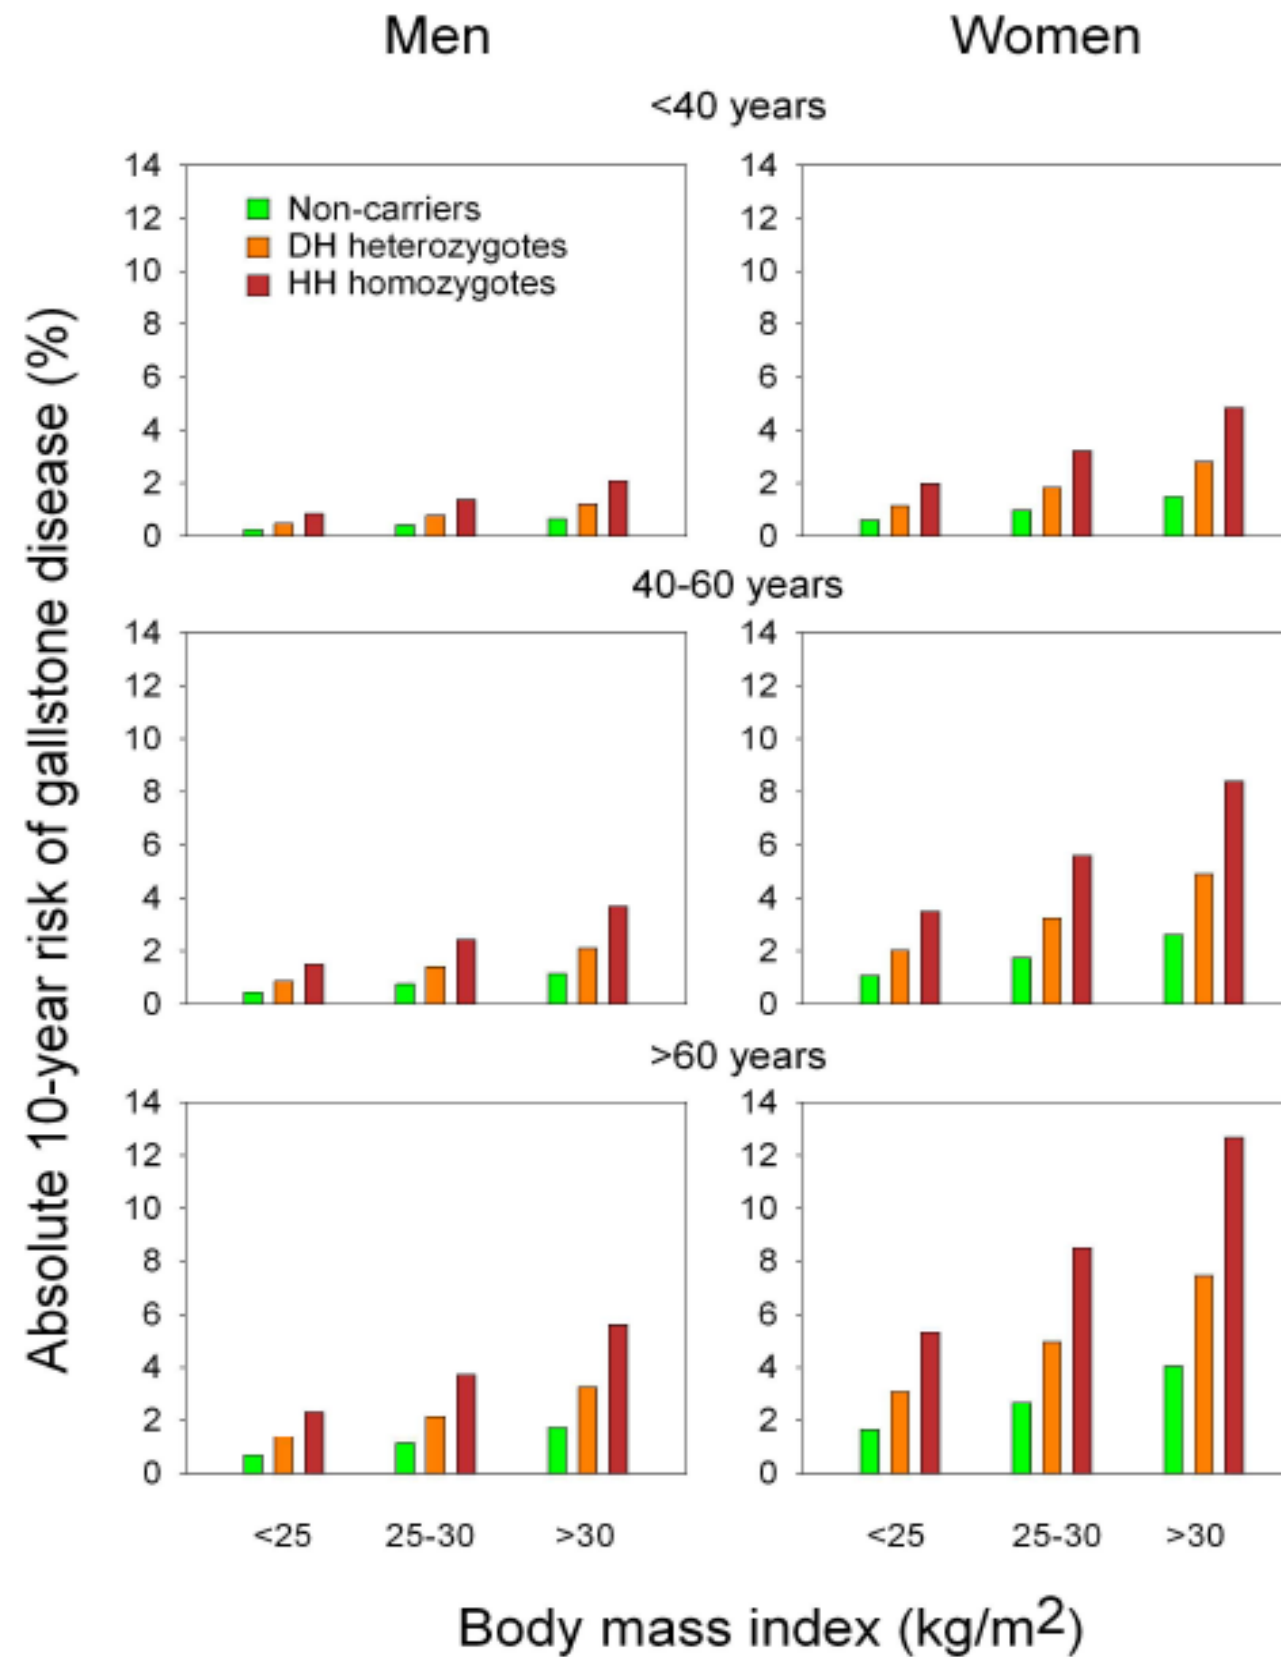 Men Women
<40 years
14 14
12 12
10 10
8 8
6 6
4 4
2 2
0 0
Non-carriers
DH heterozygotes
HH homozygotes
40-60 years
14 14
12 12
10 10
8 8
6 6
4 4
2 2
0 0
>60 years
14 14
12 12
10 10
8 8
6 6
4 4
2 2
0 0
<25 25-30 >30 <25 25-30 >30
Absolute 10-year risk of gallstone disease (%)
Body mass index (kg/m2)